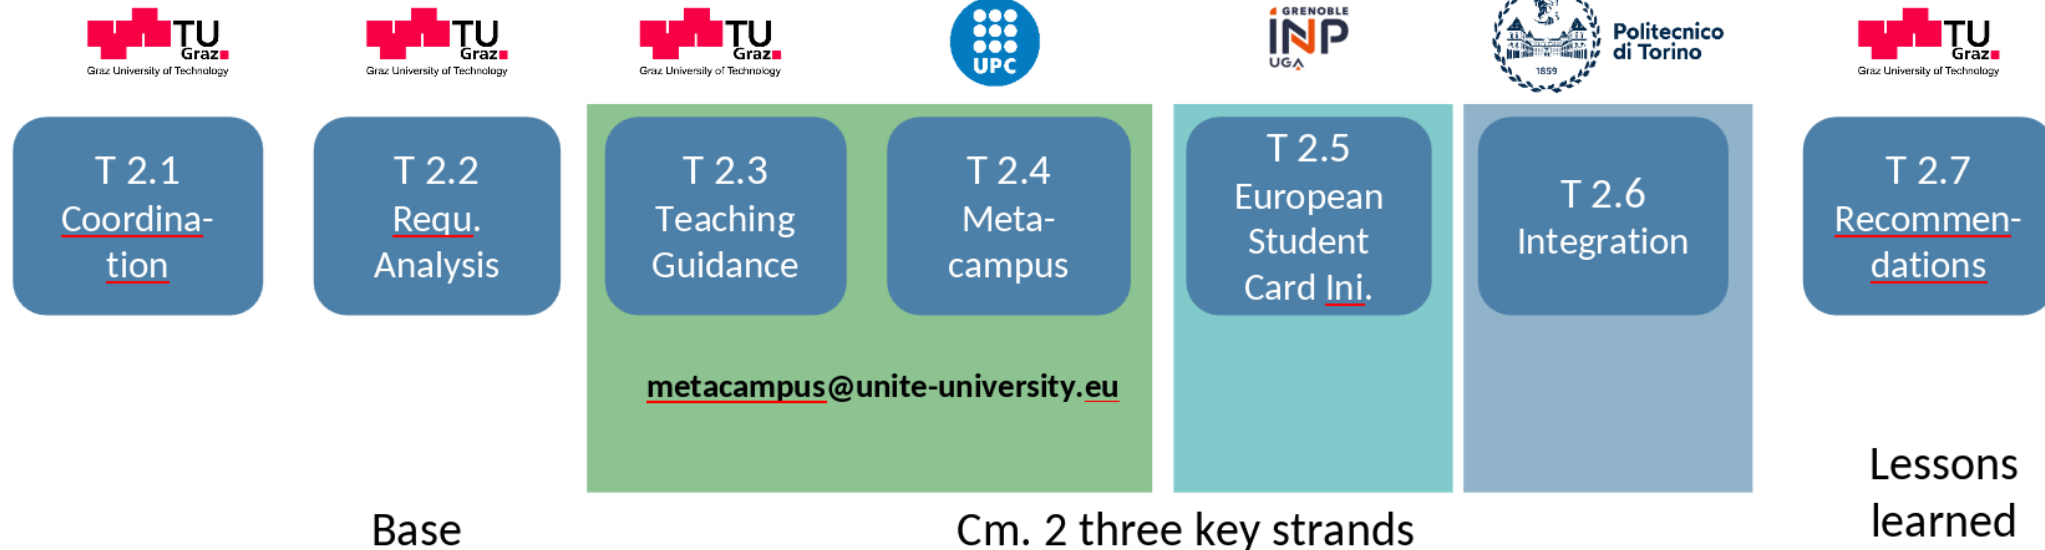 TU
Graz
Graz University of Technology
TU
Graz
Graz University of Technology
TU
Graz
Graz University of Technology
UPC
GRENOBLE
INP
UGA
1859
Politecnico
di Torino
TU
Graz
Graz University of Technology
T 2.1
Coordina-
tion
T 2.2
Requ.
Analysis
T 2.3
Teaching
Guidance
T 2.4
Meta-
campus
T 2.5
European
Student
Card Ini.
T 2.6
Integration
T 2.7
Recommen-
dations
metacampus@unite-university.eu
Base
Cm. 2 three key strands
Lessons
learned